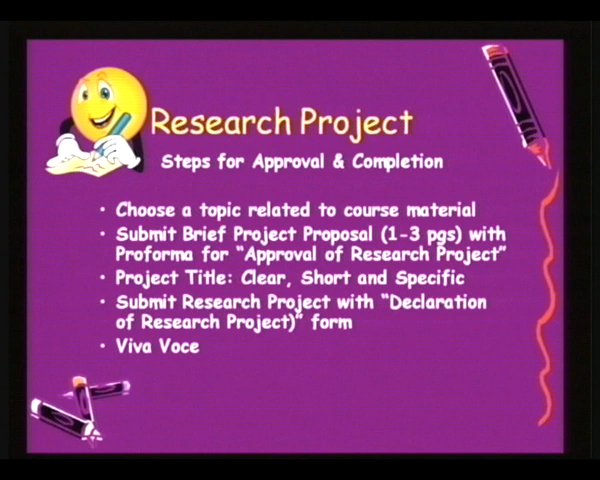 Research Project
Steps for Approval & Completion
• Choose a topic related to course material
• Submit Brief Project Proposal (1-3 pgs) with
Proforma for “Approval of Research Project”
• Project Title: Clear, Short and Specific
• Submit Research Project with “Declaration
of Research Project)” form
• Viva Voce